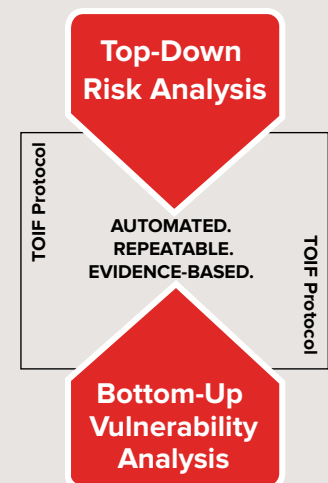 Top-Down
Risk Analysis
TOIF Protocol
AUTOMATED.
REPEATABLE.
EVIDENCE-BASED.
TOIF Protocol
Bottom-Up
Vulnerability
Analysis